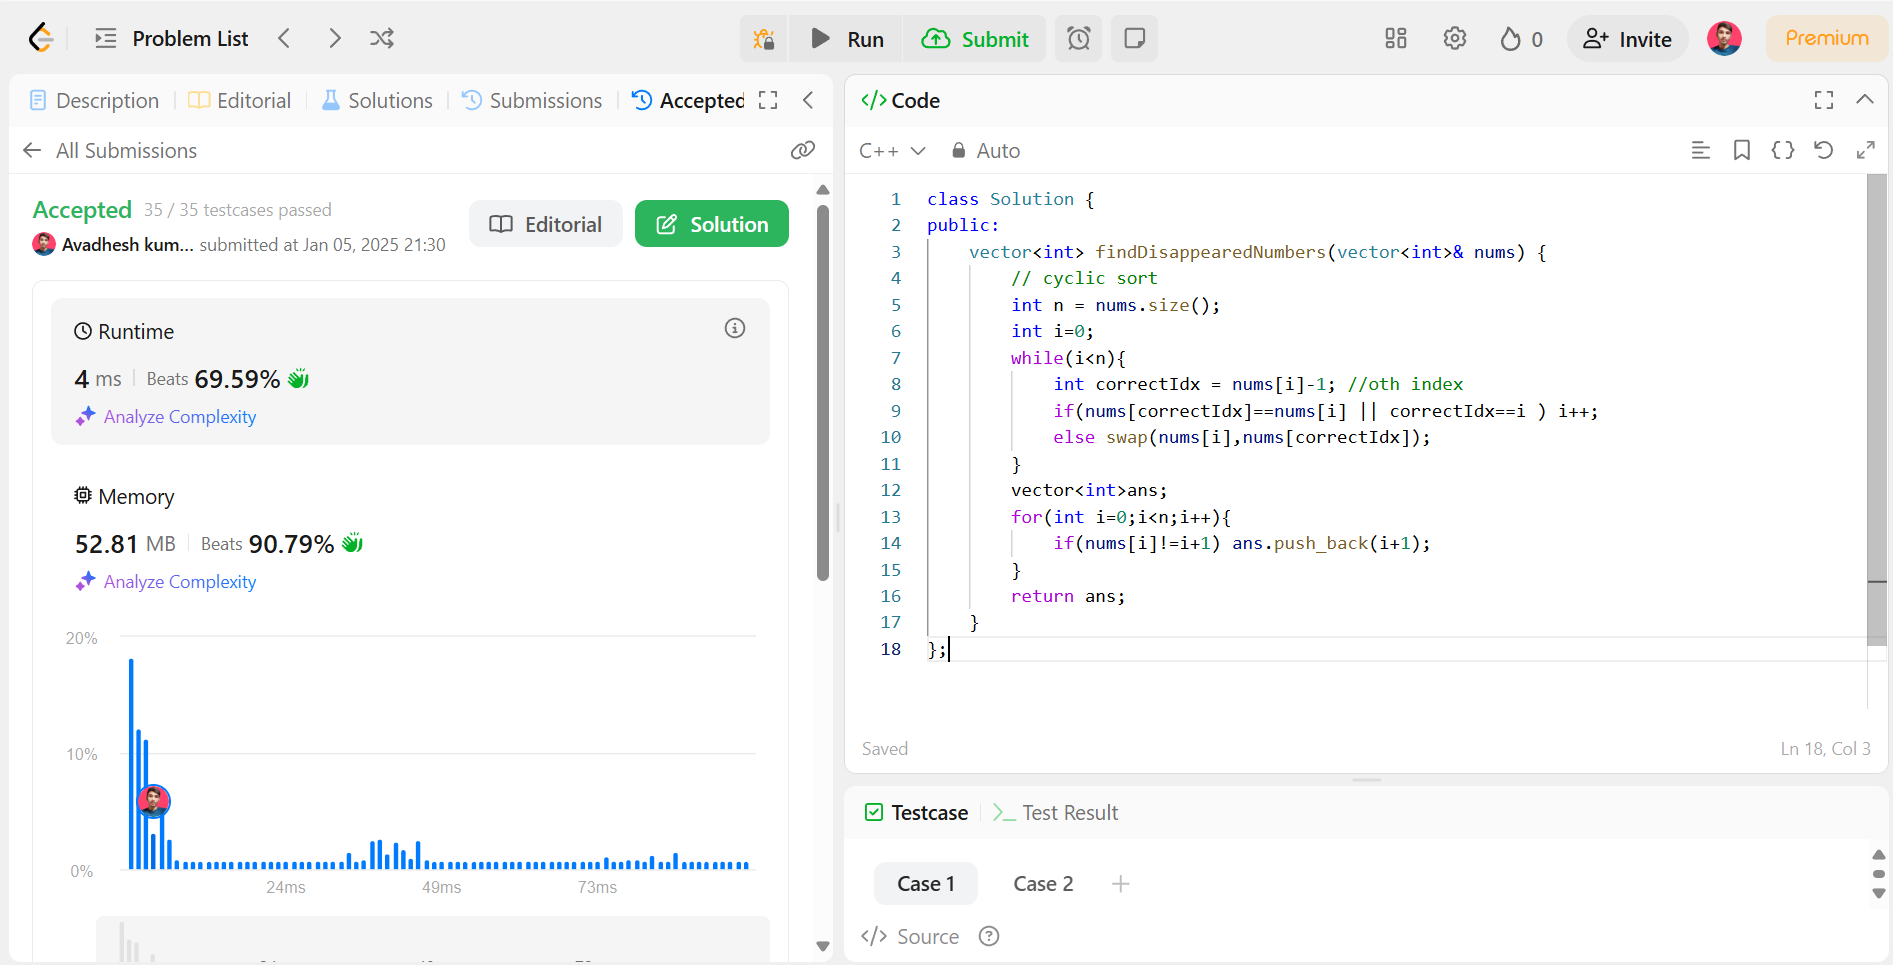 Problem List
Run
Submit
0
Invite
Premium
Description
Editorial
Solutions
Submissions
Accepted
All Submissions
Accepted 35 / 35 testcases passed
Avadhesh kum... submitted at Jan 05, 2025 21:30
Editorial
Solution
Runtime
4 ms Beats 69.59%
Analyze Complexity
Memory
52.81 MB Beats 90.79%
Analyze Complexity
20%
10%
0%
24ms 49ms 73ms
</> Code
C++ Auto
1 class Solution {
2 public:
3 vector<int> findDisappearedNumbers(vector<int>& nums) {
4 // cyclic sort
5 int n = nums.size();
6 int i=0;
7 while(i<n){
8 int correctIdx = nums[i]-1; //oth index
9 if(nums[correctIdx]==nums[i] || correctIdx==i ) i++;
10 else swap(nums[i],nums[correctIdx]);
11 }
12 vector<int>ans;
13 for(int i=0;i<n;i++){
14 if(nums[i]!=i+1) ans.push_back(i+1);
15 }
16 return ans;
17 }
18 };
Saved
Ln 18, Col 3
Testcase
Test Result
Case 1
Case 2
</> Source